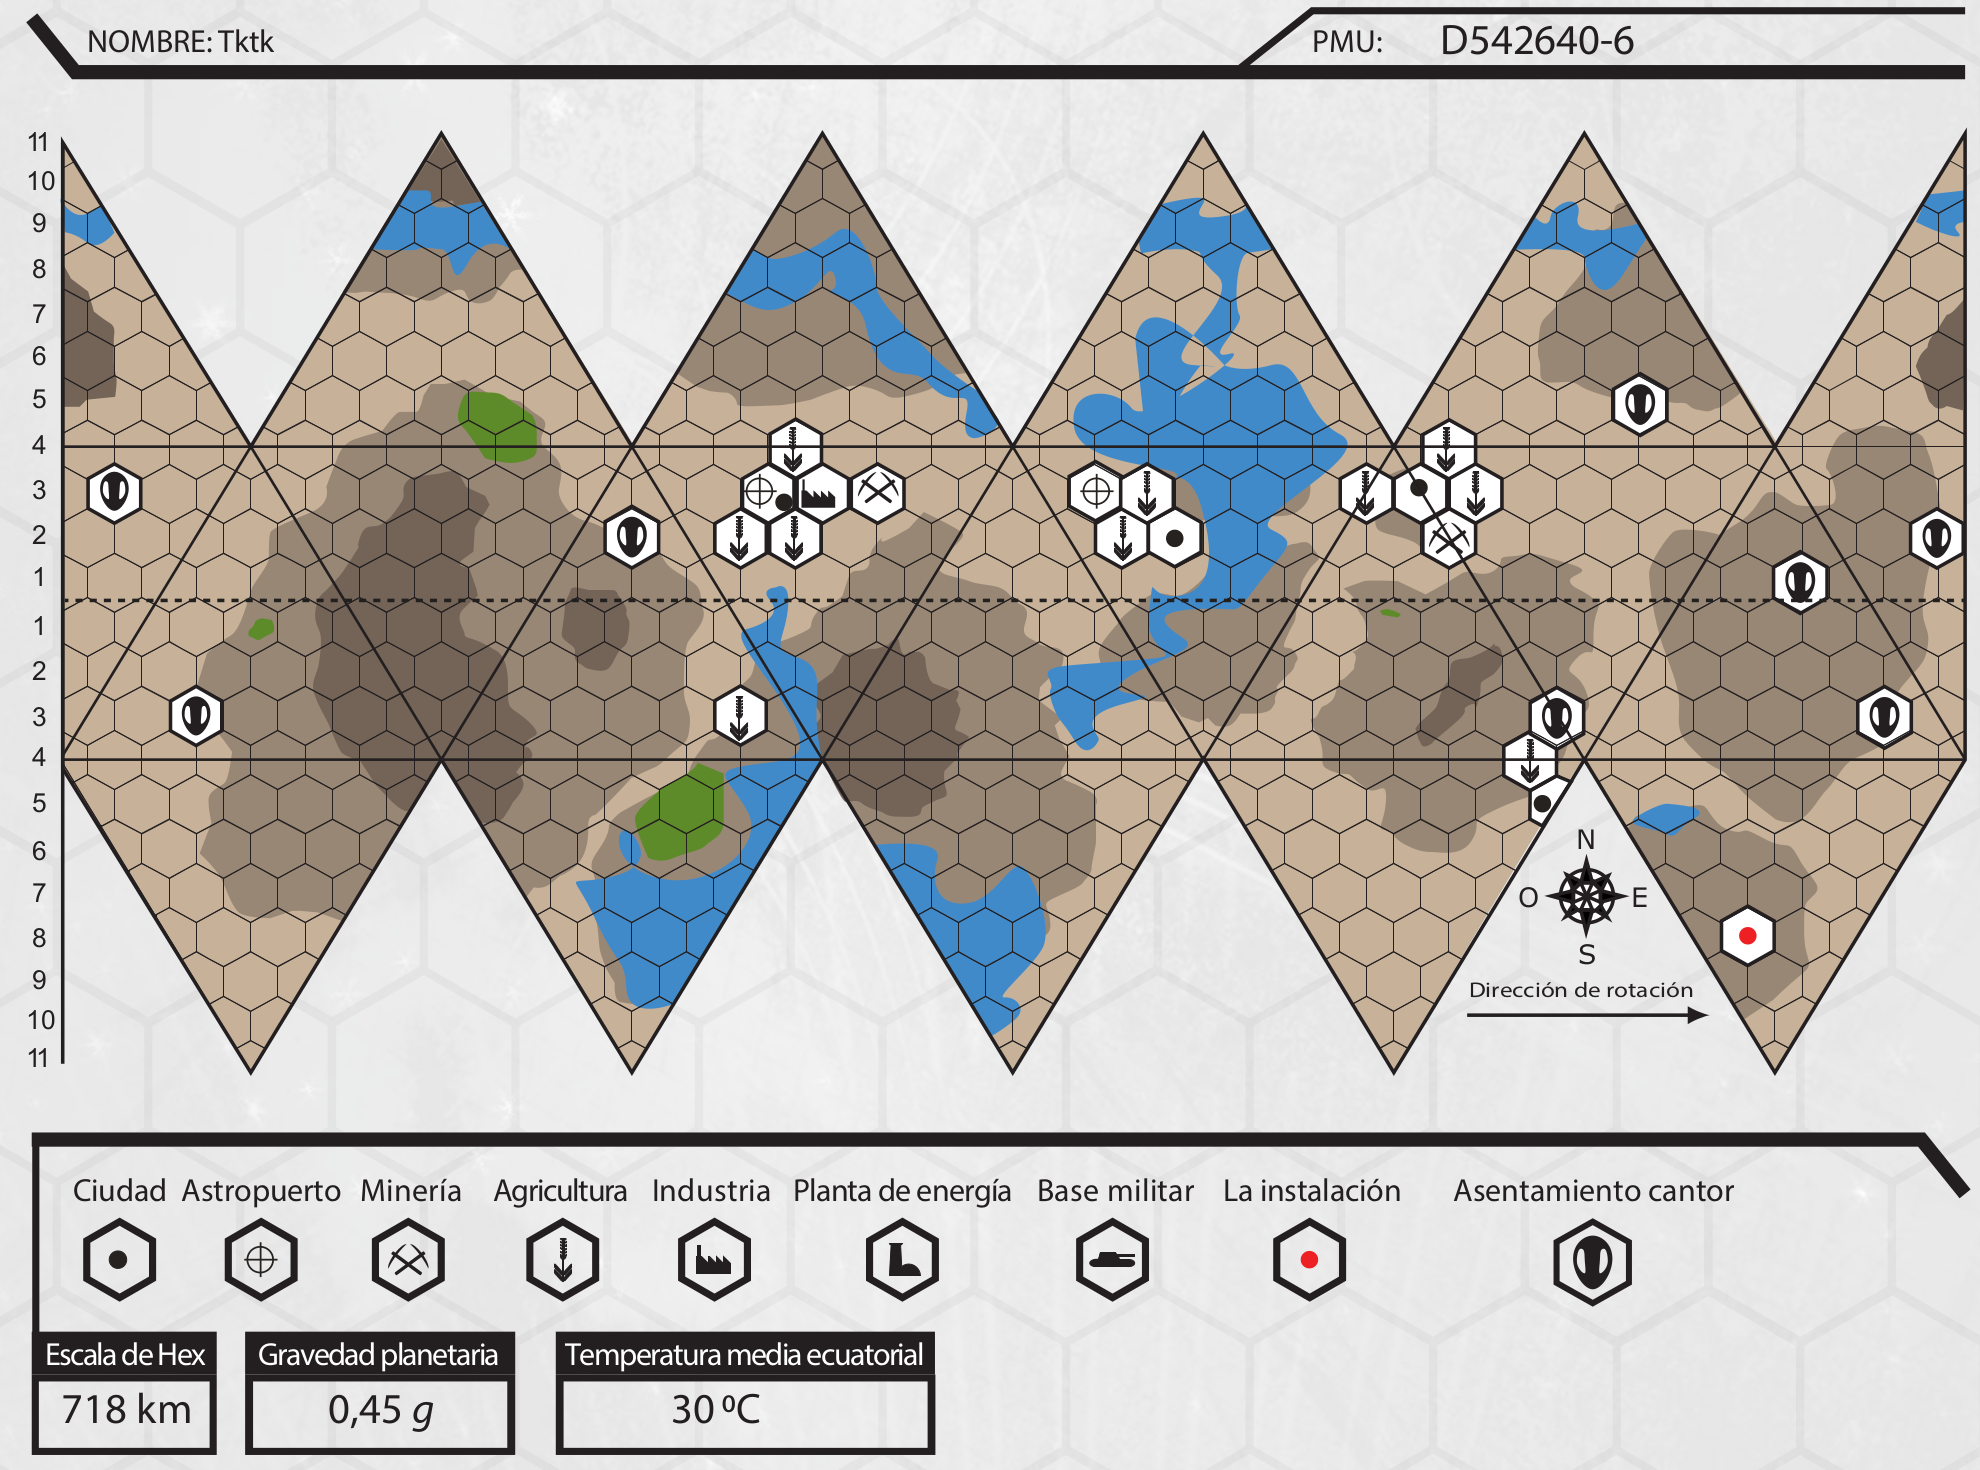 NOMBRE: Tktk
PMU: D542640-6
11
10
9
8
7
6
5
4
3
2
1
1
2
3
4
5
6
7
8
9
10
11
N
O E
S
Dirección de rotación
Ciudad Astropuerto Minería Agricultura Industria Planta de energía Base militar La instalación Asentamiento cantor
Escala de Hex Gravedad planetaria Temperatura media ecuatorial
718 km 0,45 g 30 ºC